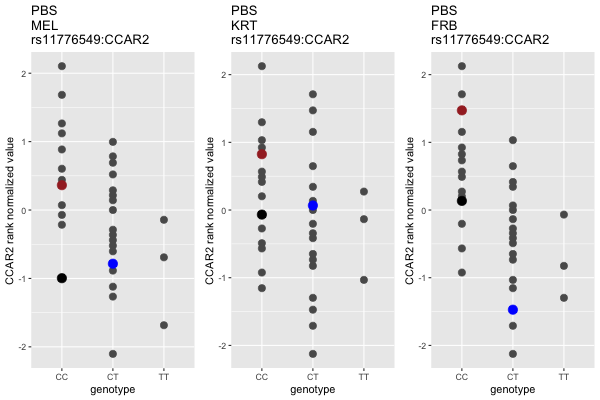 PBS
MEL
rs11776549:CCAR2
CCAR2 rank normalized value
2
1
0
-1
-2
CC
CT
TT
genotype
PBS
KRT
rs11776549:CCAR2
CCAR2 rank normalized value
2
1
0
-1
-2
CC
CT
TT
genotype
PBS
FRB
rs11776549:CCAR2
CCAR2 rank normalized value
2
1
0
-1
-2
CC
CT
TT
genotype